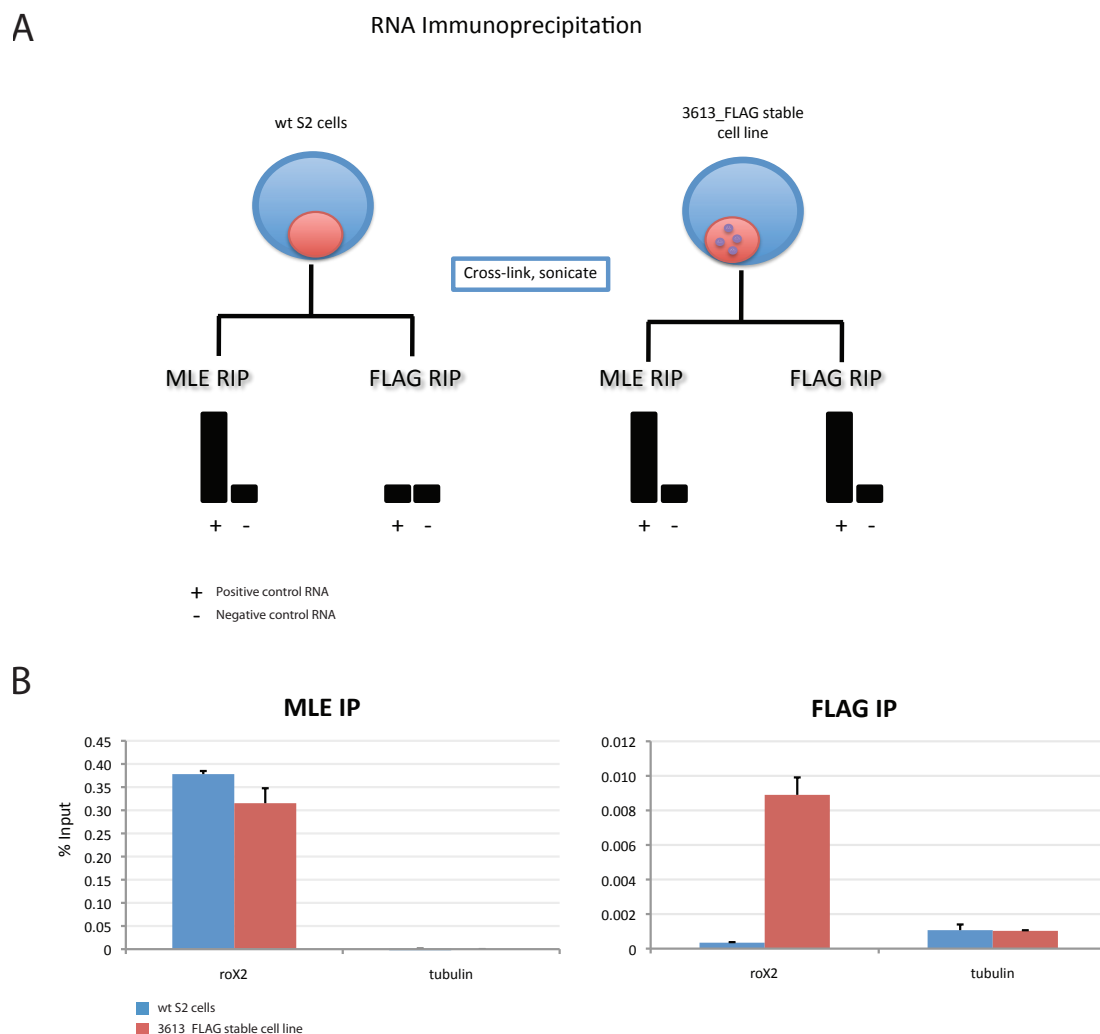 A
RNA Immunoprecipitation
wt S2 cells
3613_FLAG stable
cell line
Cross-link, sonicate
MLE RIP
FLAG RIP
MLE RIP
FLAG RIP
+ -
+ -
+ -
+ -
+ Positive control RNA
- Negative control RNA
B
MLE IP
% Input
0.45
0.40
0.35
0.30
0.25
0.20
0.15
0.10
0.05
0
roX2
tubulin
FLAG IP
0.012
0.010
0.008
0.006
0.004
0.002
0
roX2
tubulin
wt S2 cells
3613_FLAG stable cell line